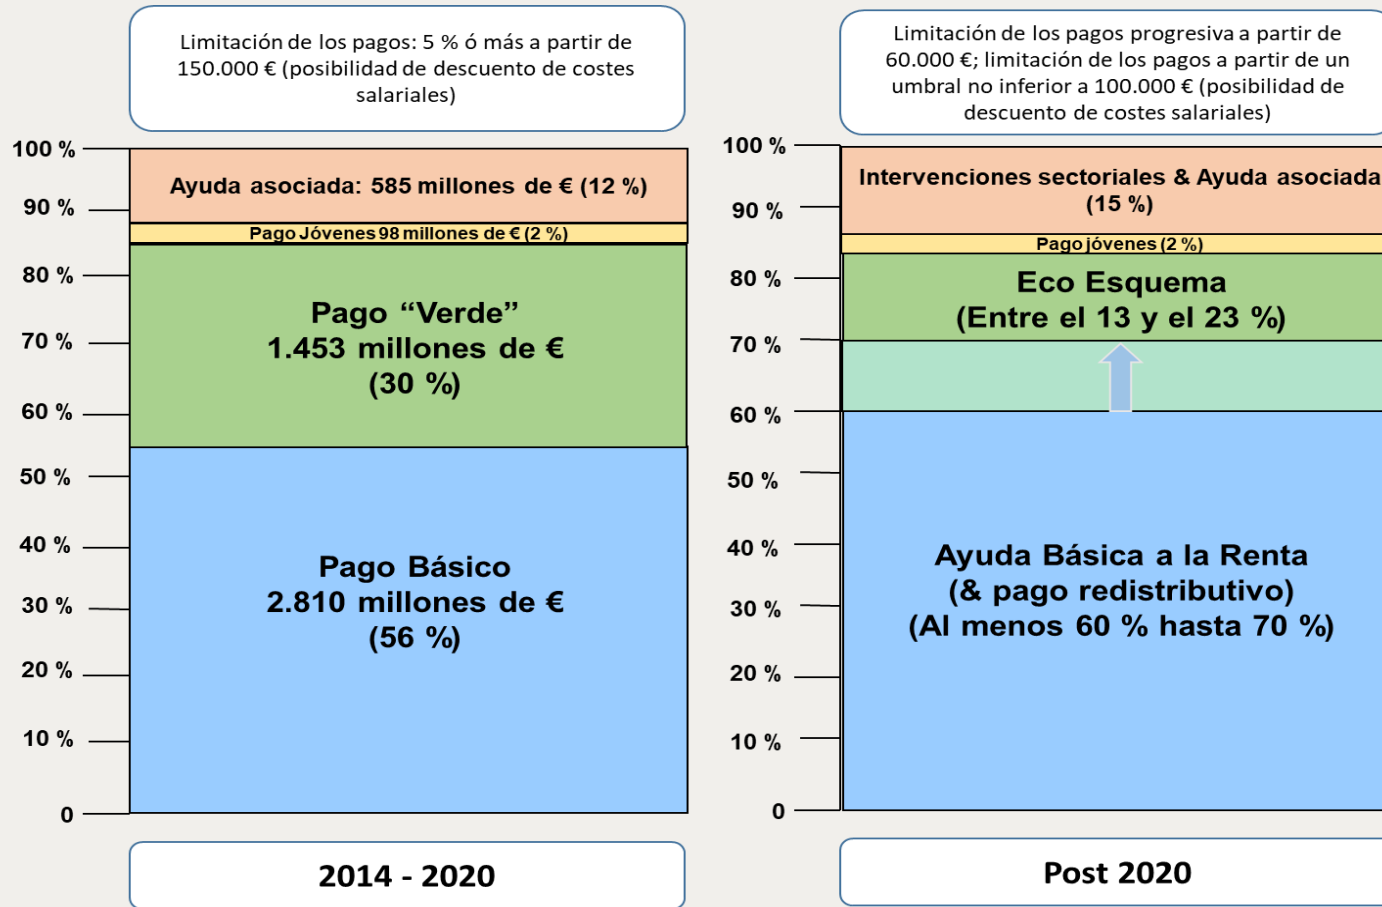 Limitación de los pagos: 5 % ó más a partir de
150.000 € (posibilidad de descuento de costes
salariales)
100 %
90 %
80 %
70 %
60 %
50 %
40 %
30 %
20 %
10 %
0
Ayuda asociada: 585 millones de € (12 %)
Pago Jóvenes 98 millones de € (2 %)
Pago “Verde”
1.453 millones de €
(30 %)
Pago Básico
2.810 millones de €
(56 %)
2014 - 2020
Limitación de los pagos progresiva a partir de
60.000 €; limitación de los pagos a partir de un
umbral no inferior a 100.000 € (posibilidad de
descuento de costes salariales)
100 %
90 %
80 %
70 %
60 %
50 %
40 %
30 %
20 %
10 %
0
Intervenciones sectoriales & Ayuda asociada
(15 %)
Pago jóvenes (2 %)
Eco Esquema
(Entre el 13 y el 23 %)
Ayuda Básica a la Renta
(& pago redistributivo)
(Al menos 60 % hasta 70 %)
Post 2020